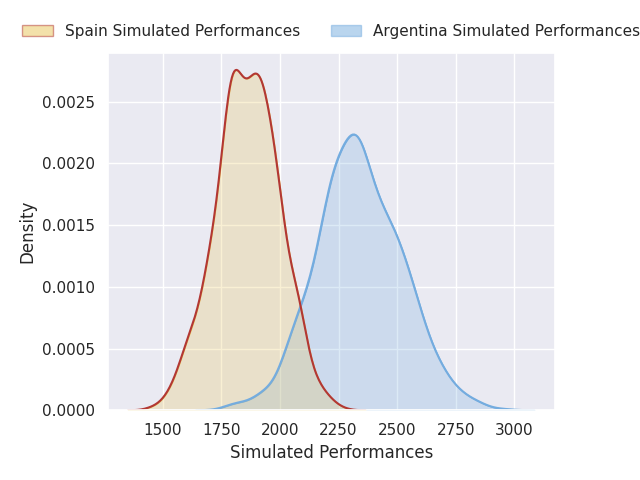 Spain Simulated Performances Argentina Simulated Performances
0.0025
0.0020
0.0015
0.0010
0.0005
0.0000
Density
1500 1750 2000 2250 2500 2750 3000
Simulated Performances